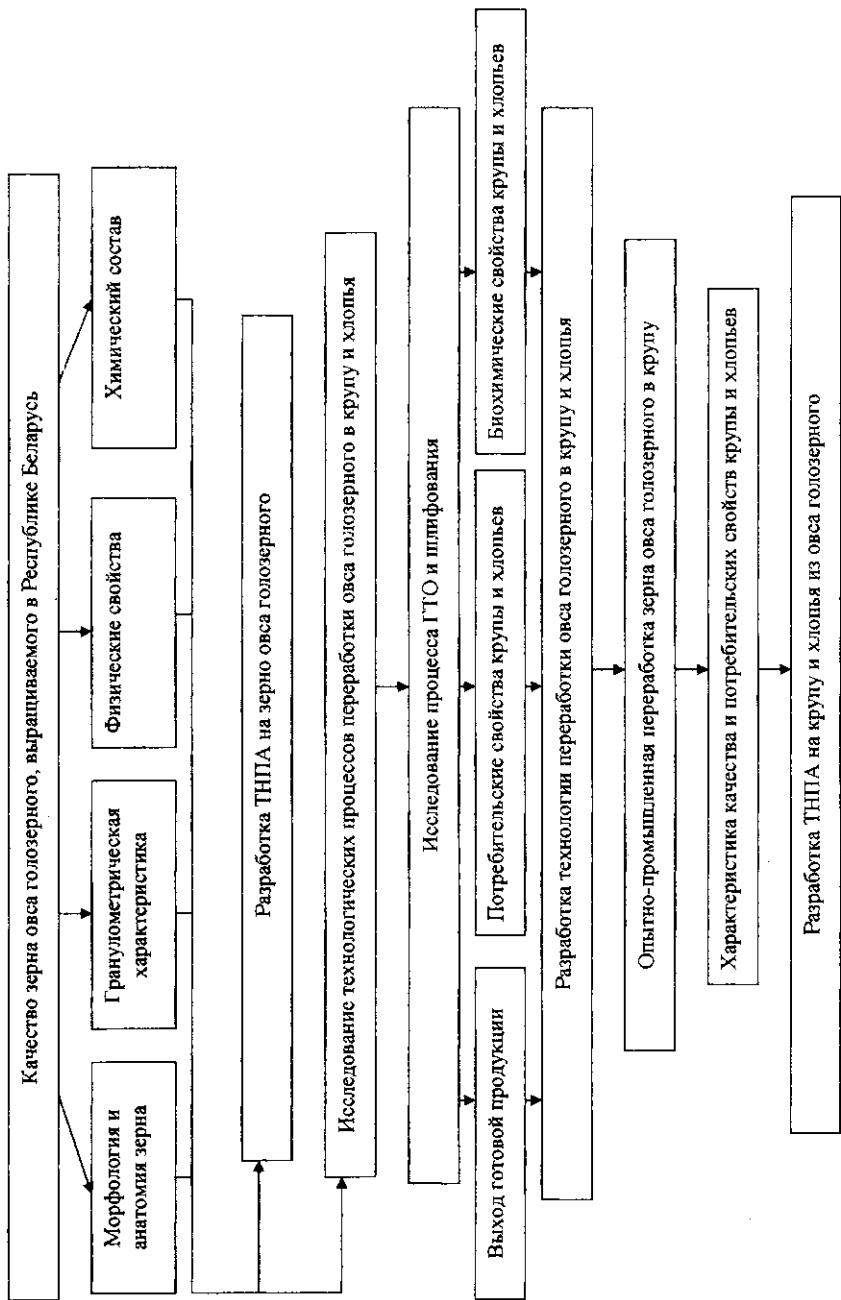 Качество зерна овса голозерного, выращиваемого в Республике Беларусь
Морфология и
анатомия зерна
Гранулометрическая
характеристика
Физические свойства
Химический состав
Разработка ТНПА на зерно овса голозерного
Исследование технологических процессов переработки овса голозерного в крупу и хлопья
Исследование процесса ГТО и шлифования
Выход готовой продукции
Потребительские свойства крупы и хлопьев
Биохимические свойства крупы и хлопьев
Разработка технологии переработки овса голозерного в крупу и хлопья
Опытно-промышленная переработка зерна овса голозерного в крупу
Характеристика качества и потребительских свойств крупы и хлопьев
Разработка ТНПА на крупу и хлопья из овса голозерного